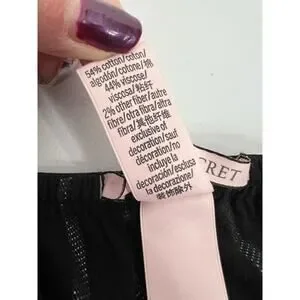 54% cotton/coton/
algodón/cotone/棉
44% viscose/
viscosa/粘纤
2% other fiber/autre
fibre/otra fibra/altra
fibra/其他纤维
exclusive of
decoration/sauf
décoration/no
incluye la
decoración/esclusa
la decorazione/
装饰除外
CRET